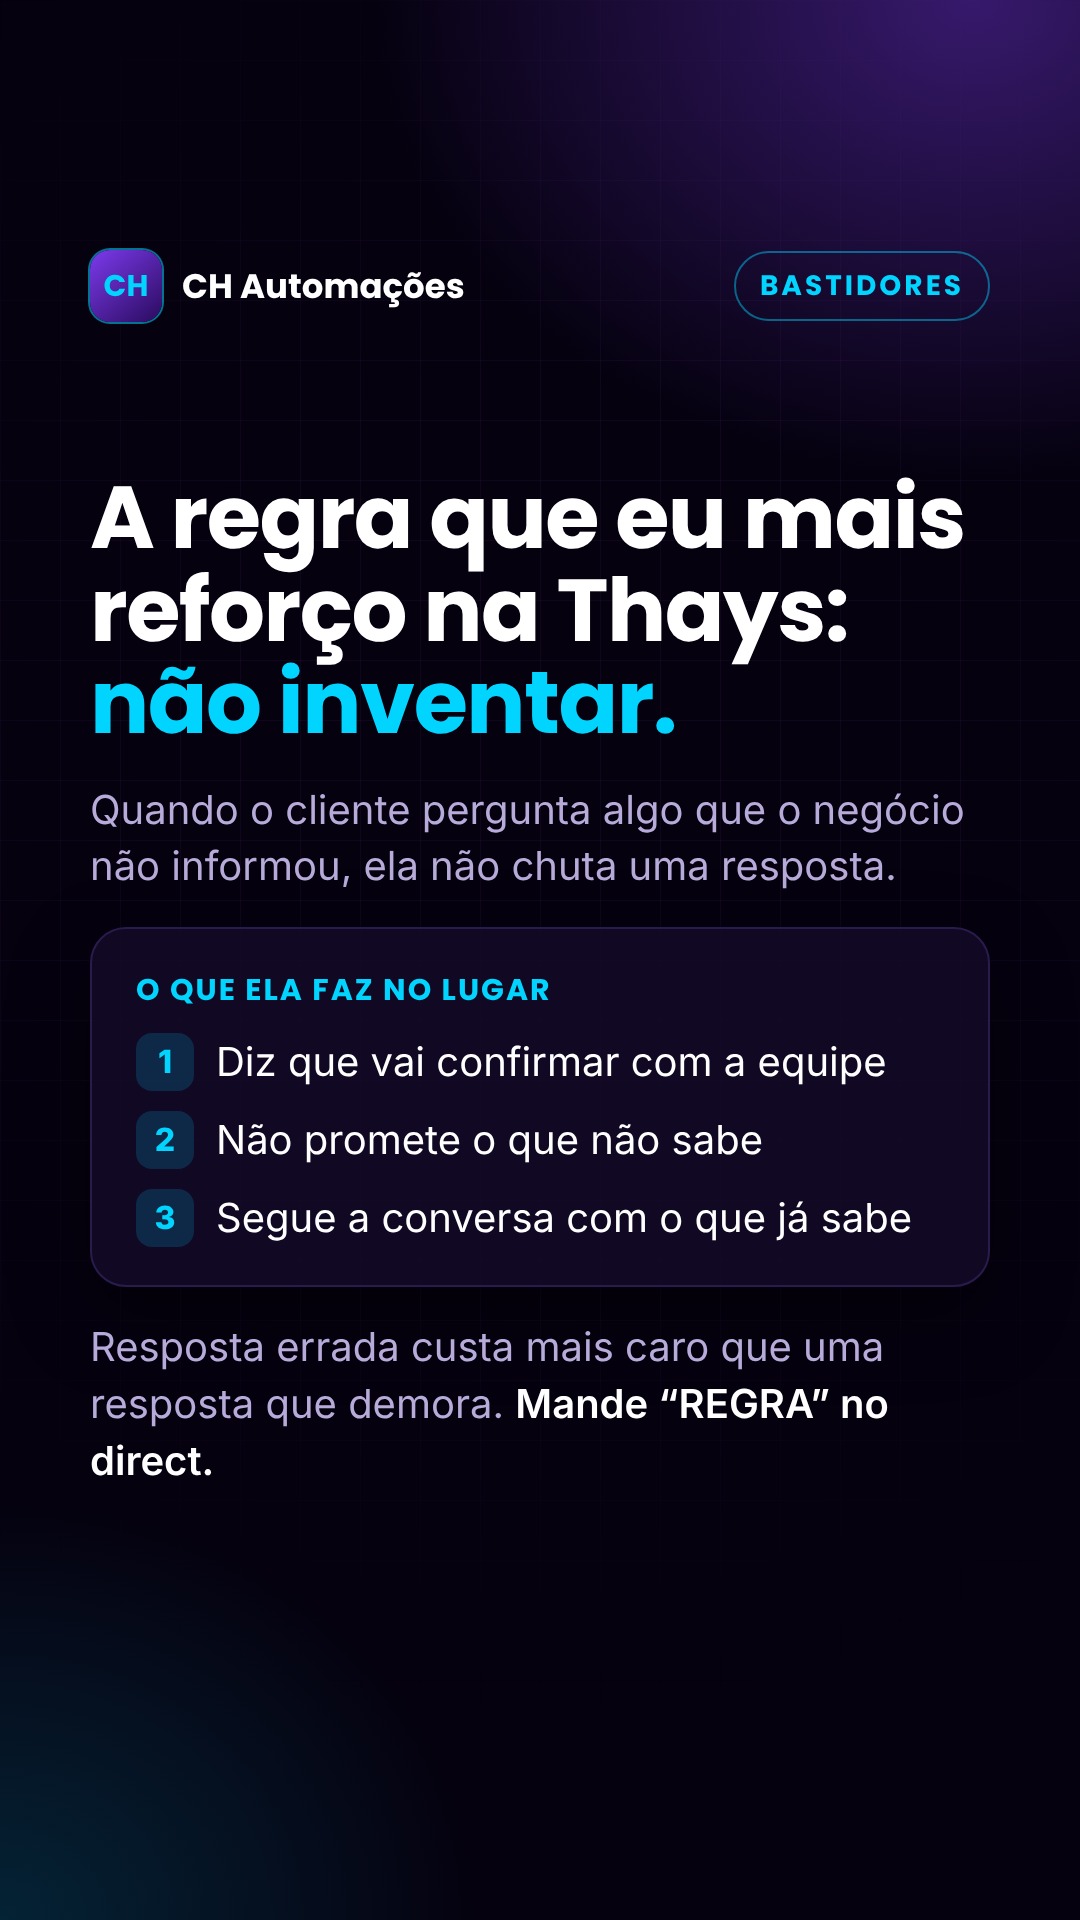 CH
CH Automações
BASTIDORES
A regra que eu mais
reforço na Thays:
não inventar.
Quando o cliente pergunta algo que o negócio
não informou, ela não chuta uma resposta.
O QUE ELA FAZ NO LUGAR
1 Diz que vai confirmar com a equipe
2 Não promete o que não sabe
3 Segue a conversa com o que já sabe
Resposta errada custa mais caro que uma
resposta que demora. Mande “REGRA” no
direct.